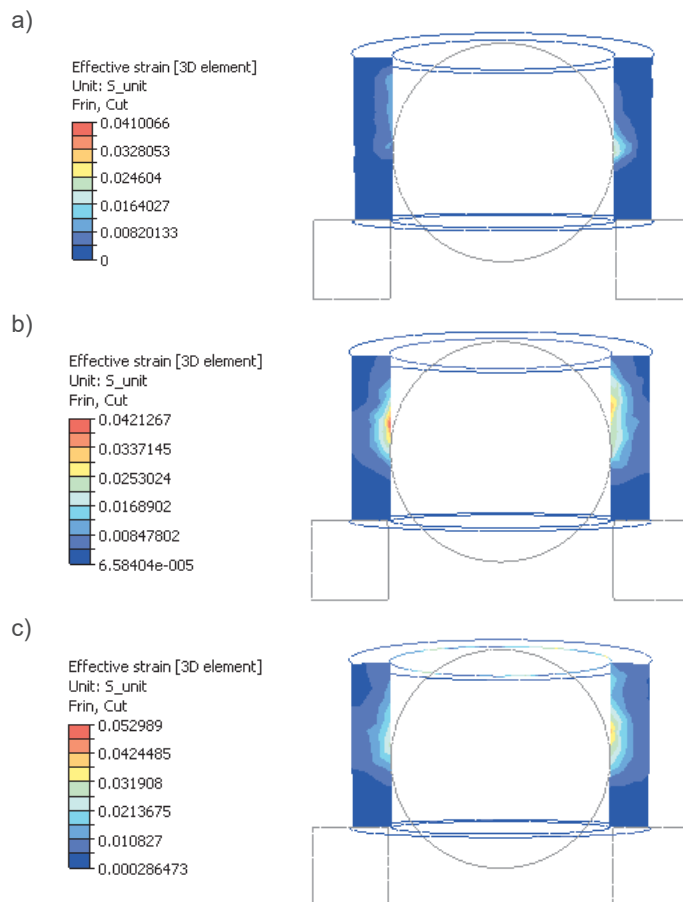 a)
Effective strain [3D element]
Unit: S_unit
Frin, Cut
0.0410066
0.0328053
0.024604
0.0164027
0.00820133
0
b)
Effective strain [3D element]
Unit: S_unit
Frin, Cut
0.0421267
0.0337145
0.0253024
0.0168902
0.00847802
6.58404e-005
c)
Effective strain [3D element]
Unit: S_unit
Frin, Cut
0.052989
0.0424485
0.031908
0.0213675
0.010827
0.000286473